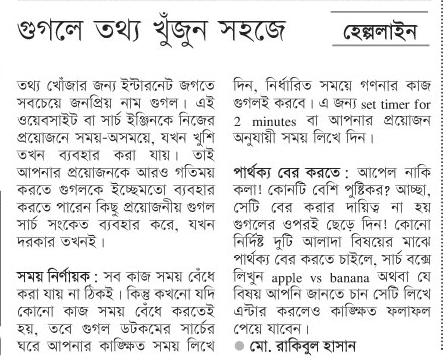 গুগলে তথ্য খুঁজুন সহজে
হেল্পলাইন
তথ্য খোঁজার জন্য ইন্টারনেট জগতে
সবচেয়ে জনপ্রিয় নাম গুগল। এই
ওয়েবসাইট বা সার্চ ইঞ্জিনকে নিজের
প্রয়োজনে সময়-অসময়ে, যখন খুশি
তখন ব্যবহার করা যায়। তাই
আপনার প্রয়োজনকে আরও গতিময়
করতে গুগলকে ইচ্ছেমতো ব্যবহার
করতে পারেন কিছু প্রয়োজনীয় গুগল
সার্চ সংকেত ব্যবহার করে, যখন
দরকার তখনই।
সময় নির্ণায়ক : সব কাজ সময় বেঁধে
করা যায় না ঠিকই। কিন্তু কখনো যদি
কোনো কাজ সময় বেঁধে করতেই
হয়, তবে গুগল ডটকমের সার্চের
ঘরে আপনার কাঙ্ক্ষিত সময় লিখে
দিন, নির্ধারিত সময়ে গণনার কাজ
গুগলই করবে। এ জন্য set timer for
2 minutes বা আপনার প্রয়োজন
অনুযায়ী সময় লিখে দিন।
পার্থক্য বের করতে : আপেল নাকি
কলা! কোনটি বেশি পুষ্টিকর? আচ্ছা,
সেটি বের করার দায়িত্ব না হয়
গুগলের ওপরই ছেড়ে দিন! কোনো
নির্দিষ্ট দুটি আলাদা বিষয়ের মাঝে
পার্থক্য বের করতে চাইলে, সার্চ বক্সে
লিখুন apple vs banana অথবা যে
বিষয় আপনি জানতে চান সেটি লিখে
এন্টার করলেও কাঙ্ক্ষিত ফলাফল
পেয়ে যাবেন।
● মো. রাকিবুল হাসান